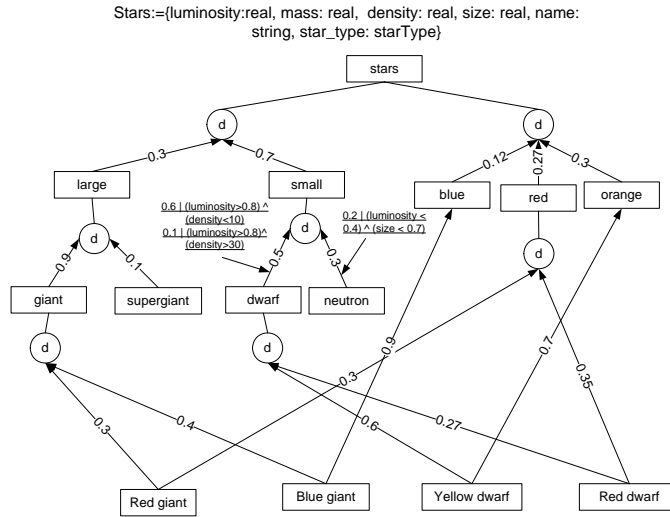 Stars:={luminosity:real, mass: real, density: real, size: real, name:
string, star_type: starType}
stars
d
d
0.3
0.7
0.12
0.27
0.3
large
small
blue
red
orange
0.6 | (luminosity>0.8) ^
(density<10)
0.1 | (luminosity>0.8)^
(density>30)
0.2 | (luminosity <
0.4) ^ (size < 0.7)
d
d
d
0.9
0.1
0.5
0.3
giant
supergiant
dwarf
neutron
d
d
0.9
0.7
0.3
0.35
0.3
0.4
0.6
0.27
Red giant
Blue giant
Yellow dwarf
Red dwarf